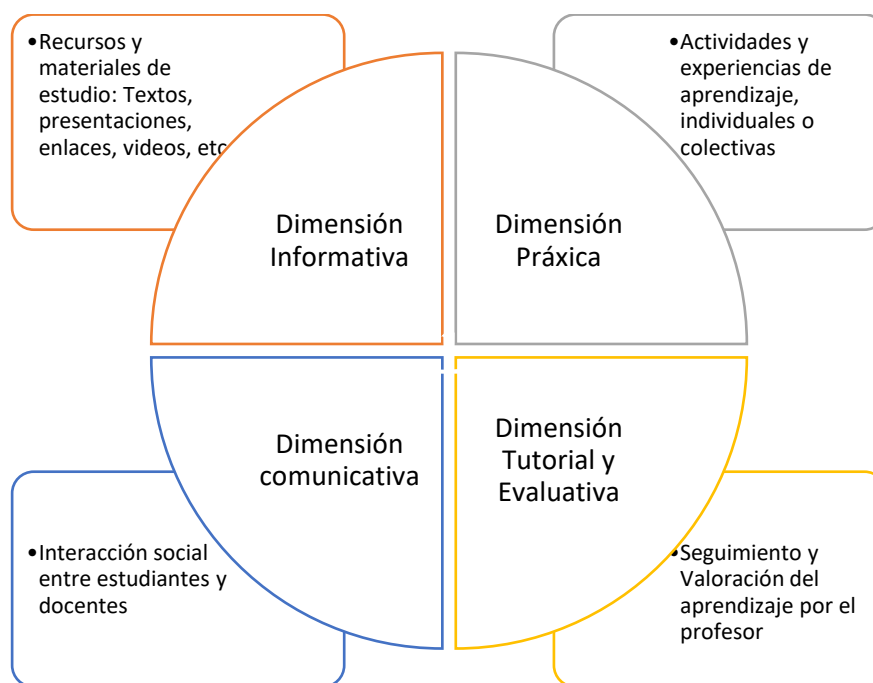 •Recursos y
materiales de
estudio: Textos,
presentaciones,
enlaces, videos, etc
•Actividades y
experiencias de
aprendizaje,
individuales o
colectivas
Dimensión
Informativa
Dimensión
Práxica
Dimensión
comunicativa
Dimensión
Tutorial y
Evaluativa
•Interacción social
entre estudiantes y
docentes
•Seguimiento y
Valoración del
aprendizaje por el
profesor